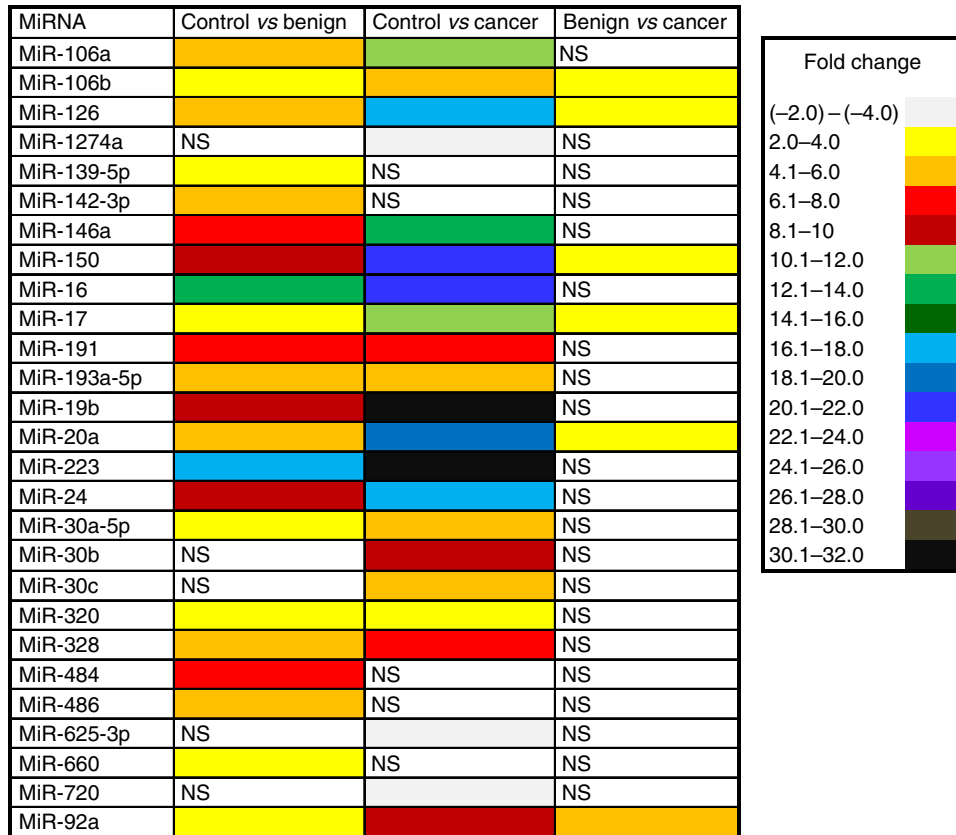 MiRNA Control vs benign Control vs cancer Benign vs cancer
MiR-106a NS
MiR-106b
MiR-126
MiR-1274a NS NS
MiR-139-5p NS NS
MiR-142-3p NS NS
MiR-146a NS
MiR-150
MiR-16 NS
MiR-17
MiR-191 NS
MiR-193a-5p NS
MiR-19b NS
MiR-20a
MiR-223 NS
MiR-24 NS
MiR-30a-5p NS
MiR-30b NS NS
MiR-30c NS NS
MiR-320 NS
MiR-328 NS
MiR-484 NS NS
MiR-486 NS NS
MiR-625-3p NS NS
MiR-660 NS NS
MiR-720 NS NS
MiR-92a
Fold change
(–2.0) – (–4.0)
2.0–4.0
4.1–6.0
6.1–8.0
8.1–10
10.1–12.0
12.1–14.0
14.1–16.0
16.1–18.0
18.1–20.0
20.1–22.0
22.1–24.0
24.1–26.0
26.1–28.0
28.1–30.0
30.1–32.0